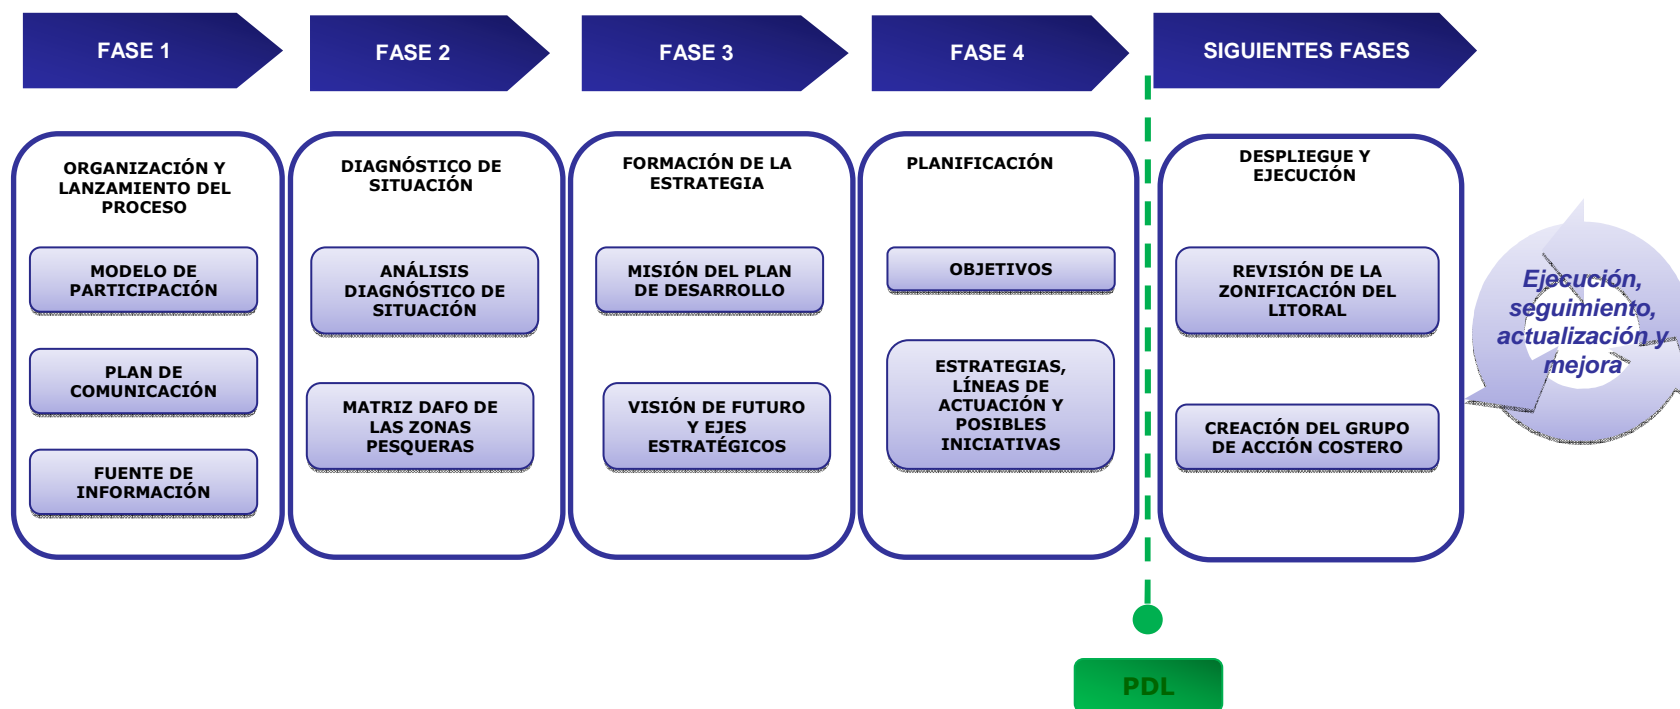 FASE 1
FASE 2
FASE 3
FASE 4
SIGUIENTES FASES
ORGANIZACIÓN Y
LANZAMIENTO DEL
PROCESO
MODELO DE
PARTICIPACIÓN
PLAN DE
COMUNICACIÓN
FUENTE DE
INFORMACIÓN
DIAGNÓSTICO DE
SITUACIÓN
ANÁLISIS
DIAGNÓSTICO DE
SITUACIÓN
MATRIZ DAFO DE
LAS ZONAS
PESQUERAS
FORMACIÓN DE LA
ESTRATEGIA
MISIÓN DEL PLAN
DE DESARROLLO
VISIÓN DE FUTURO
Y EJES
ESTRATÉGICOS
PLANIFICACIÓN
OBJETIVOS
ESTRATEGIAS,
LÍNEAS DE
ACTUACIÓN Y
POSIBLES
INICIATIVAS
DESPLIEGUE Y
EJECUCIÓN
REVISIÓN DE LA
ZONIFICACIÓN DEL
LITORAL
CREACIÓN DEL GRUPO
DE ACCIÓN COSTERO
Ejecución,
seguimiento,
actualización y
mejora
PDL